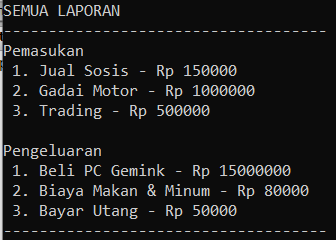 SEMUA LAPORAN
------------------------------------
Pemasukan
1. Jual Sosis - Rp 150000
2. Gadai Motor - Rp 1000000
3. Trading - Rp 500000
Pengeluaran
1. Beli PC Gemink - Rp 15000000
2. Biaya Makan & Minum - Rp 80000
3. Bayar Utang - Rp 50000
------------------------------------